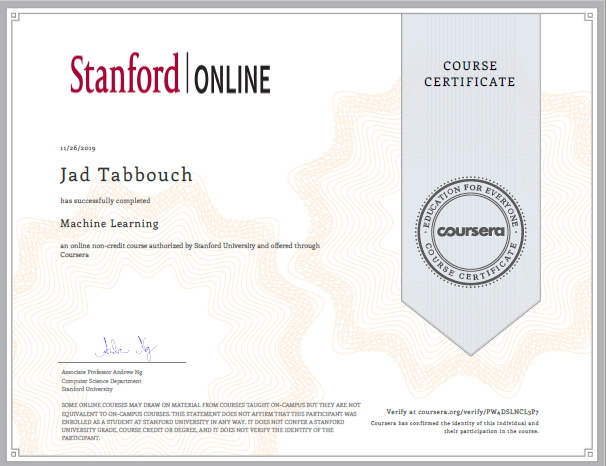 Stanford | ONLINE
COURSE
CERTIFICATE
11/26/2019
Jad Tabbouch
has successfully completed
Machine Learning
an online non-credit course authorized by Stanford University and offered through
Coursera
EDUCATION FOR EVERYONE
coursera
COURSE CERTIFICATE
Associate Professor Andrew Ng
Computer Science Department
Stanford University
SOME ONLINE COURSES MAY DRAW ON MATERIAL FROM COURSES TAUGHT ON-CAMPUS BUT THEY ARE NOT
EQUIVALENT TO ON-CAMPUS COURSES. THIS STATEMENT DOES NOT AFFIRM THAT THIS PARTICIPANT WAS
ENROLLED AS A STUDENT AT STANFORD UNIVERSITY IN ANY WAY. IT DOES NOT CONFER A STANFORD
UNIVERSITY GRADE, COURSE CREDIT OR DEGREE, AND IT DOES NOT VERIFY THE IDENTITY OF THE
PARTICIPANT.
Verify at coursera.org/verify/PW4DSLNCL5P7
Coursera has confirmed the identity of this individual and
their participation in the course.